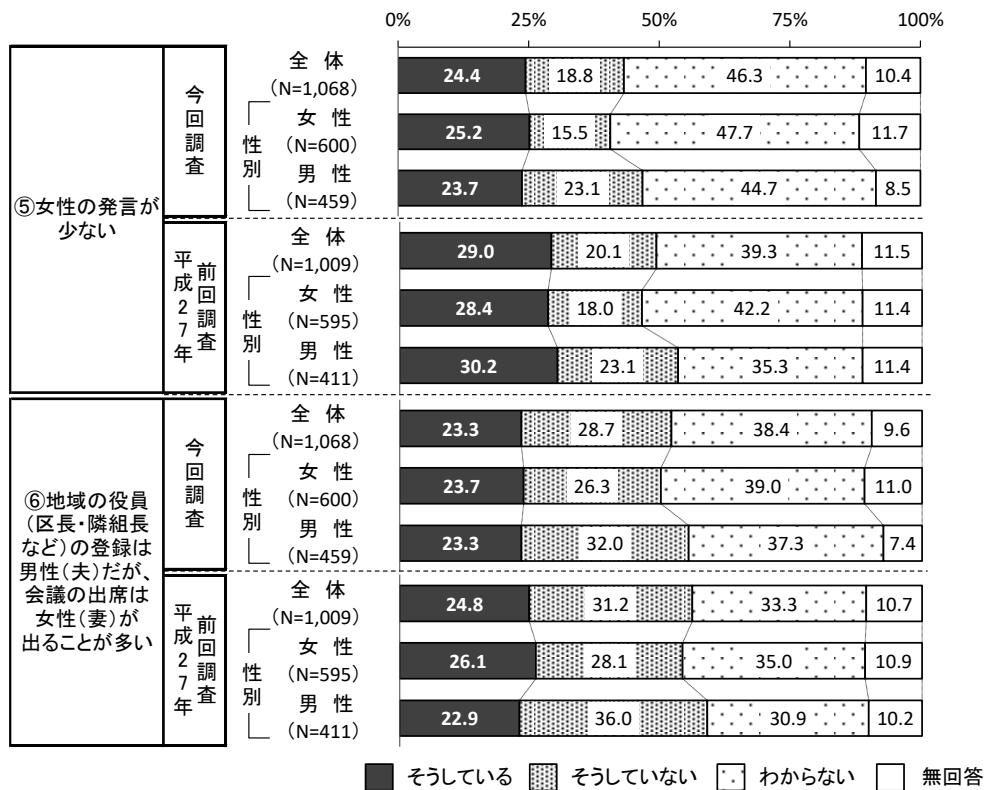 0% 25% 50% 75% 100%
⑤女性の発言が
少ない
今回調査
全 体
(N=1,068)
24.4 18.8 46.3 10.4
性別
女 性
(N=600)
25.2 15.5 47.7 11.7
男 性
(N=459)
23.7 23.1 44.7 8.5
前回調査
平成27年
全 体
(N=1,009)
29.0 20.1 39.3 11.5
性別
女 性
(N=595)
28.4 18.0 42.2 11.4
男 性
(N=411)
30.2 23.1 35.3 11.4
⑥地域の役員
(区長・隣組長
など)の登録は
男性(夫)だが、
会議の出席は
女性(妻)が
出ることが多い
今回調査
全 体
(N=1,068)
23.3 28.7 38.4 9.6
性別
女 性
(N=600)
23.7 26.3 39.0 11.0
男 性
(N=459)
23.3 32.0 37.3 7.4
前回調査
平成27年
全 体
(N=1,009)
24.8 31.2 33.3 10.7
性別
女 性
(N=595)
26.1 28.1 35.0 10.9
男 性
(N=411)
22.9 36.0 30.9 10.2
そうしている そうしていない わからない 無回答